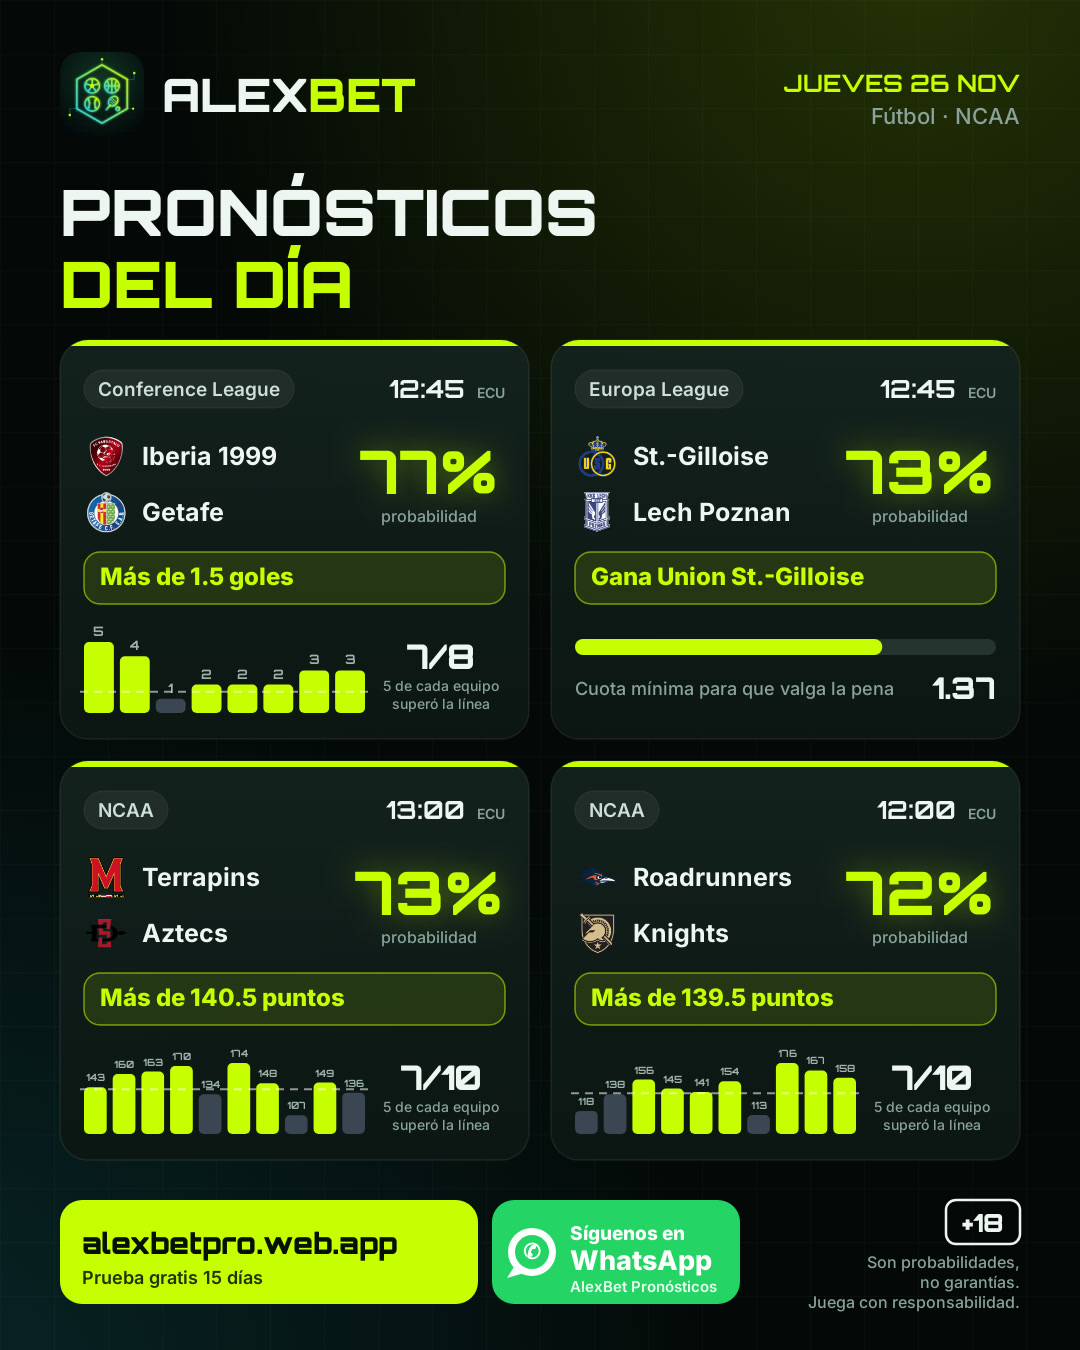 ALEXBET
JUEVES 26 NOV
Fútbol · NCAA
PRONÓSTICOS
DEL DÍA
Conference League
12:45 ECU
Iberia 1999
Getafe
77%
probabilidad
Más de 1.5 goles
5 4 1 2 2 2 3 3
7/8
5 de cada equipo
superó la línea
Europa League
12:45 ECU
St.-Gilloise
Lech Poznan
73%
probabilidad
Gana Union St.-Gilloise
Cuota mínima para que valga la pena 1.37
NCAA
13:00 ECU
Terrapins
Aztecs
73%
probabilidad
Más de 140.5 puntos
143 160 163 170 134 174 148 107 149 136
7/10
5 de cada equipo
superó la línea
NCAA
12:00 ECU
Roadrunners
Knights
72%
probabilidad
Más de 139.5 puntos
118 138 156 145 141 154 113 176 167 158
7/10
5 de cada equipo
superó la línea
alexbetpro.web.app
Prueba gratis 15 días
Síguenos en
WhatsApp
AlexBet Pronósticos
+18
Son probabilidades,
no garantías.
Juega con responsabilidad.